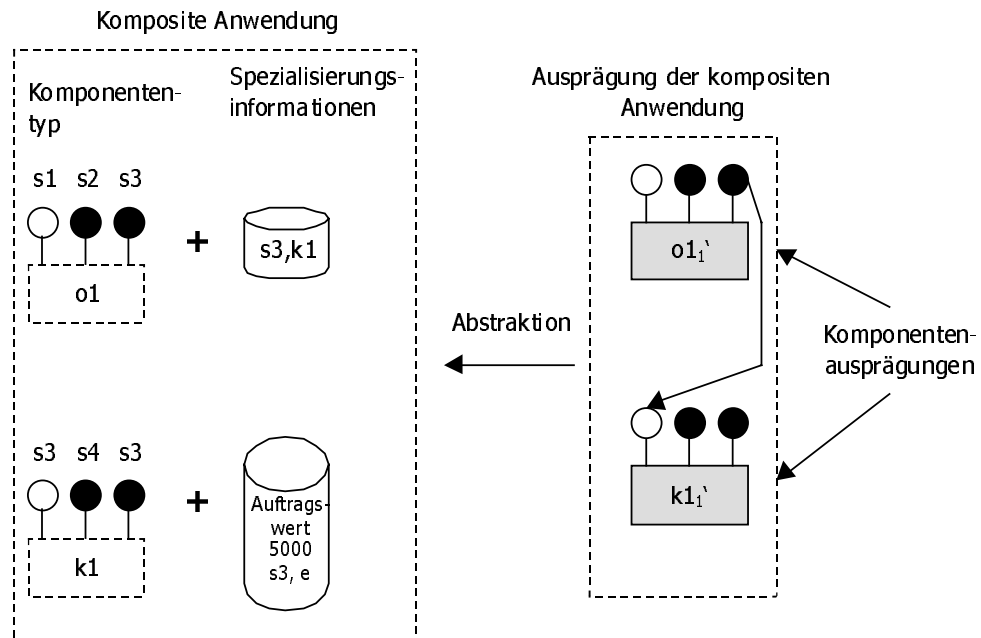 Komposite Anwendung
Komponenten-
typ
Spezialisierungs-
informationen
s1 s2 s3
+
s3,k1
o1
s3 s4 s3
+
Auftrags-
wert
5000
s3, e
k1
Abstraktion
Ausprägung der kompositen
Anwendung
o1₁‘
k1₁‘
Komponenten-
ausprägungen